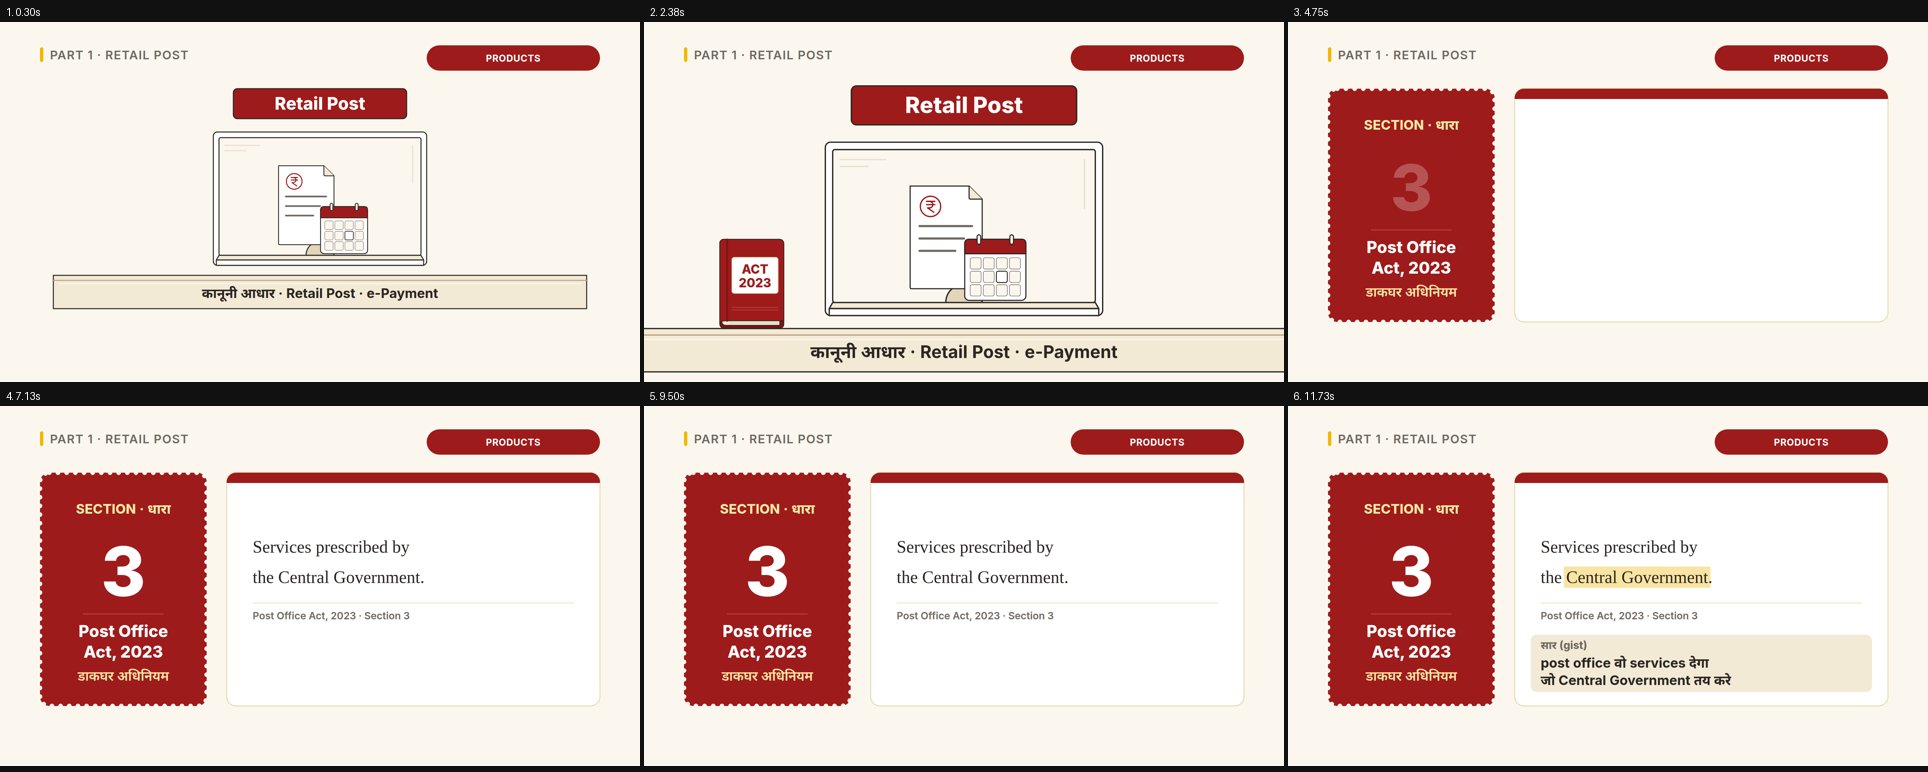 1. 0.30s
PART 1 · RETAIL POST
PRODUCTS
Retail Post
₹
कानूनी आधार · Retail Post · e-Payment
2. 2.38s
PART 1 · RETAIL POST
PRODUCTS
Retail Post
₹
ACT
2023
कानूनी आधार · Retail Post · e-Payment
3. 4.75s
PART 1 · RETAIL POST
PRODUCTS
SECTION · धारा
3
Post Office
Act, 2023
डाकघर अधिनियम
4. 7.13s
PART 1 · RETAIL POST
PRODUCTS
SECTION · धारा
3
Post Office
Act, 2023
डाकघर अधिनियम
Services prescribed by
the Central Government.
Post Office Act, 2023 · Section 3
5. 9.50s
PART 1 · RETAIL POST
PRODUCTS
SECTION · धारा
3
Post Office
Act, 2023
डाकघर अधिनियम
Services prescribed by
the Central Government.
Post Office Act, 2023 · Section 3
6. 11.73s
PART 1 · RETAIL POST
PRODUCTS
SECTION · धारा
3
Post Office
Act, 2023
डाकघर अधिनियम
Services prescribed by
the Central Government.
Post Office Act, 2023 · Section 3
सार (gist)
post office वो services देगा
जो Central Government तय करे